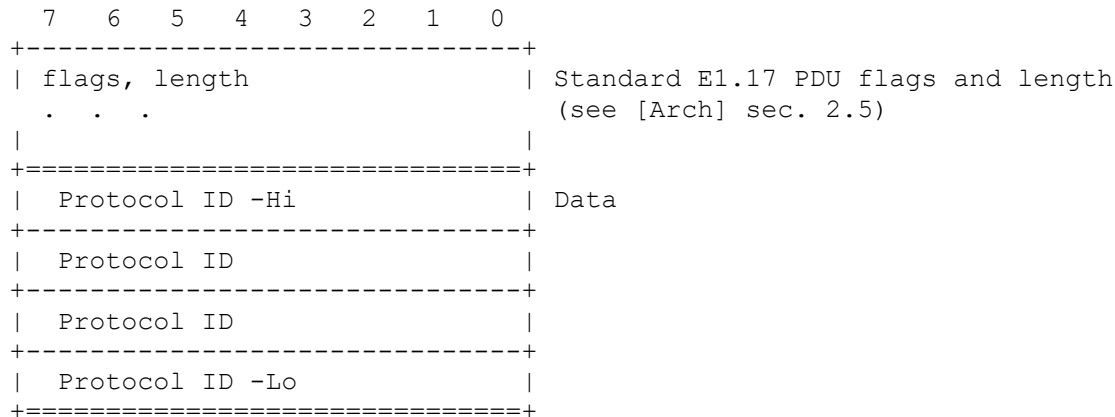 7   6   5   4   3   2   1   0
+-------------------------------+
| flags, length                 | Standard E1.17 PDU flags and length
  .  .  .                         (see [Arch] sec. 2.5)
|                               |
+===============================+
|  Protocol ID -Hi              | Data
+-------------------------------+
|  Protocol ID                  |
+-------------------------------+
|  Protocol ID                  |
+-------------------------------+
|  Protocol ID -Lo              |
+===============================+